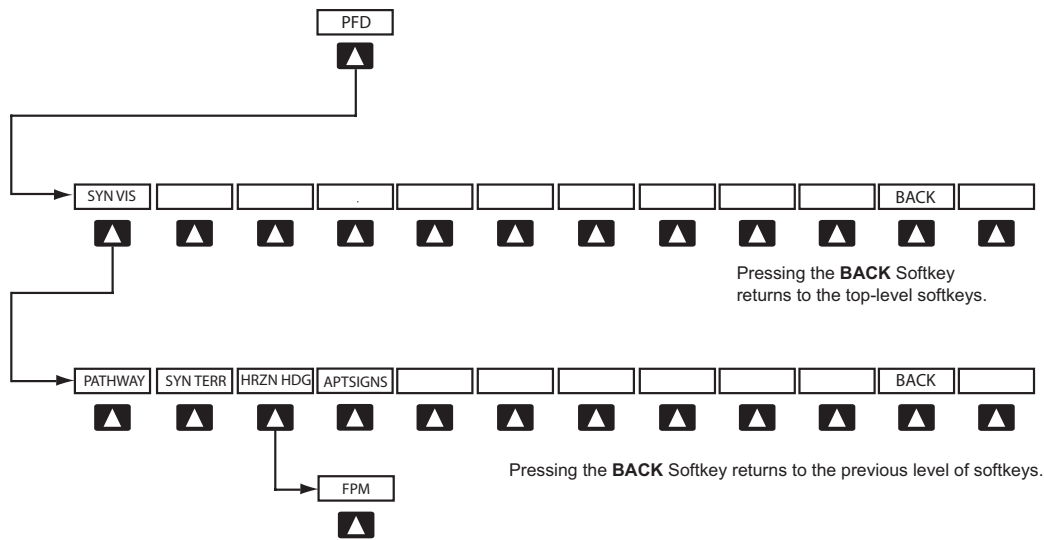 PFD
SYN VIS
.
BACK
Pressing the BACK Softkey
returns to the top-level softkeys.
PATHWAY
SYN TERR
HRZN HDG
APTSIGNS
BACK
Pressing the BACK Softkey returns to the previous level of softkeys.
FPM